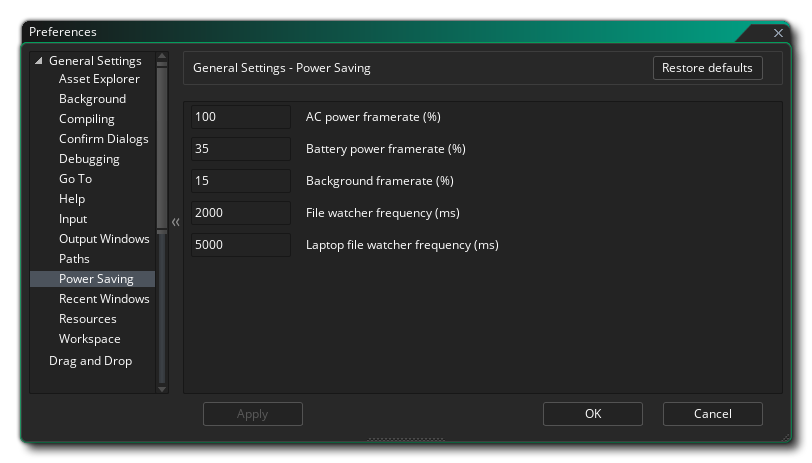 Preferences
General Settings
Asset Explorer
Background
Compiling
Confirm Dialogs
Debugging
Go To
Help
Input
Output Windows
Paths
Power Saving
Recent Windows
Resources
Workspace
Drag and Drop
General Settings - Power Saving
Restore defaults
100 AC power framerate (%)
35 Battery power framerate (%)
15 Background framerate (%)
2000 File watcher frequency (ms)
5000 Laptop file watcher frequency (ms)
Apply OK Cancel